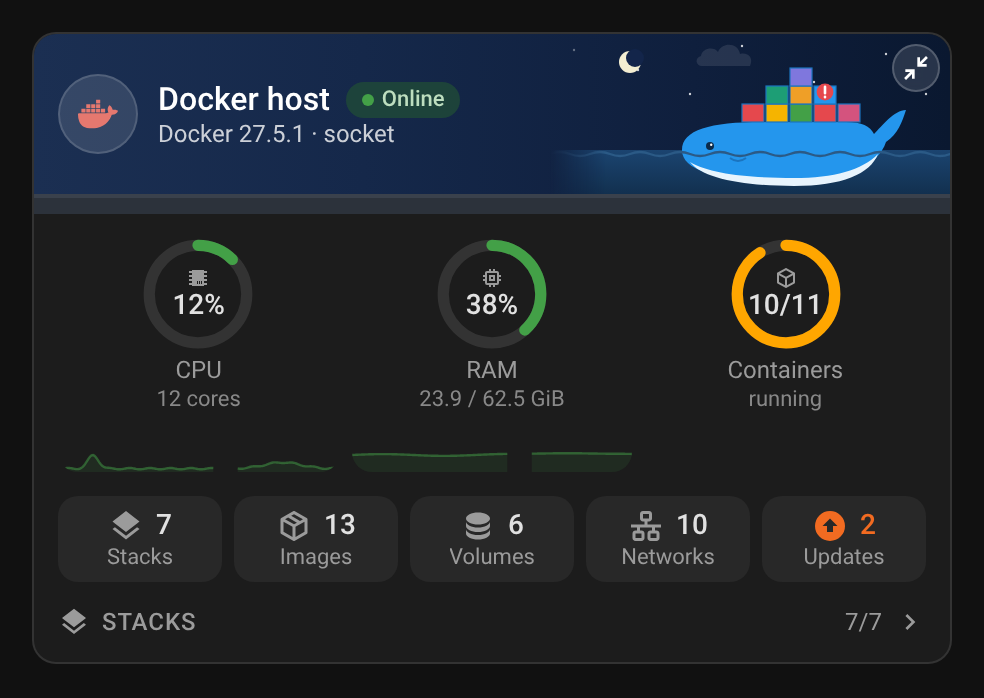 Docker host
Online
Docker 27.5.1 · socket
12%
CPU
12 cores
38%
RAM
23.9 / 62.5 GiB
10/11
Containers
running
7
Stacks
13
Images
6
Volumes
10
Networks
2
Updates
STACKS
7/7